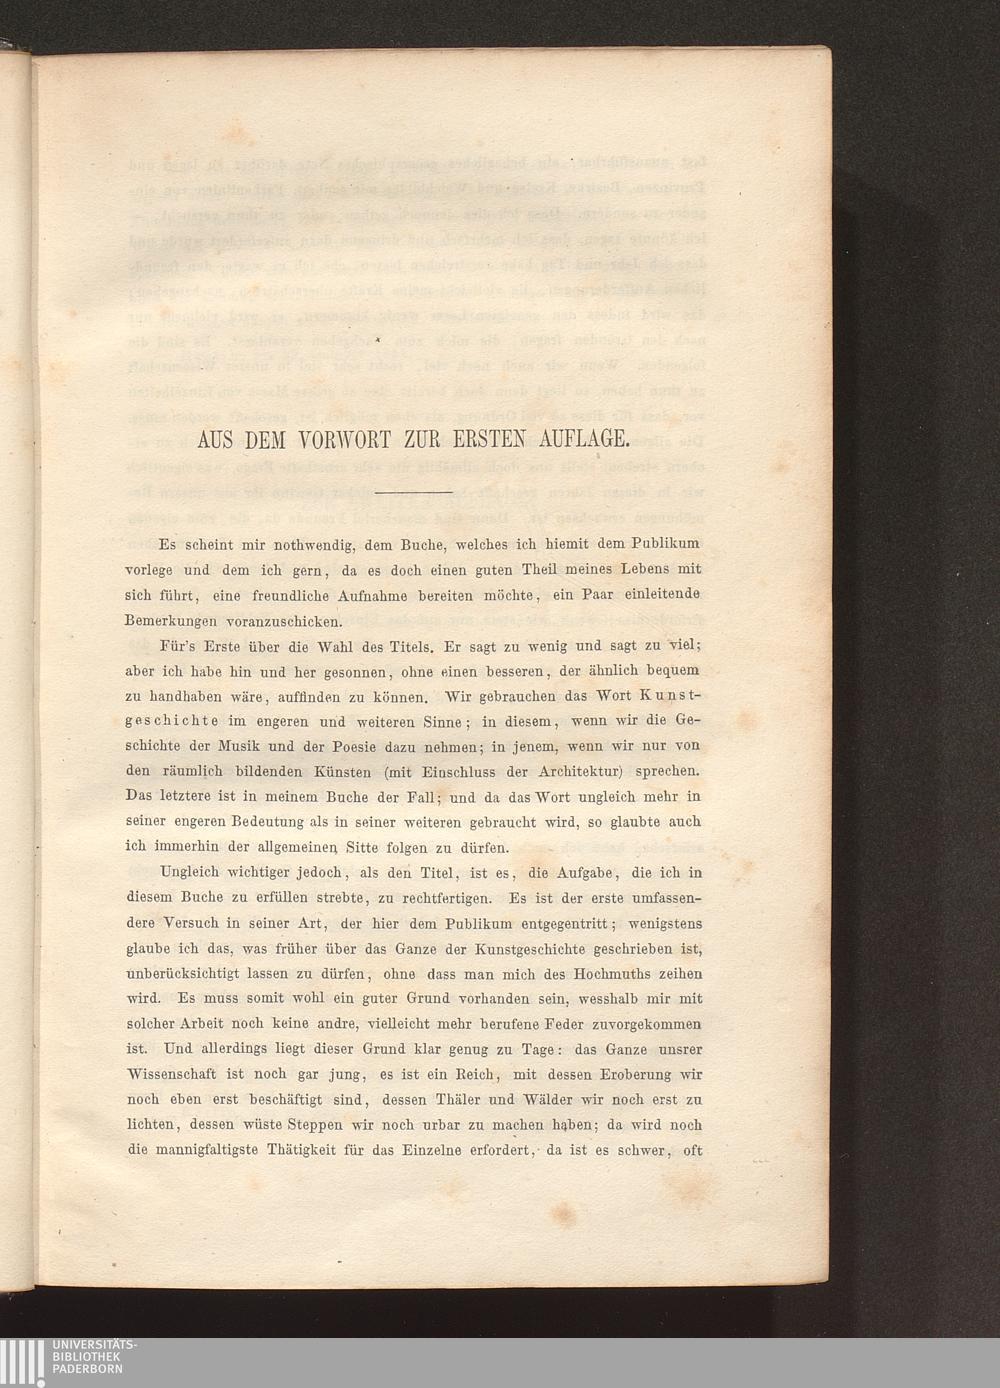 AUS DEM VORWORT ZUR ERSTEN AUFLAGE.
Es scheint mir nothwendig, dem Buche, welches ich hiemit dem Publikum
vorlege und dem ich gern, da es doch einen guten Theil meines Lebens mit
sich führt, eine freundliche Aufnahme bereiten möchte, ein Paar einleitende
Bemerkungen voranzuschicken.
Für's Erste über die Wahl des Titels. Er sagt zu wenig und sagt zu viel;
aber ich habe hin und her gesonnen, ohne einen besseren, der ähnlich bequem
zu handhaben wäre, auffinden zu können. Wir gebrauchen das Wort Kunst-
geschichte im engeren und weiteren Sinne; in diesem, wenn wir die Ge-
schichte der Musik und der Poesie dazu nehmen; in jenem, wenn wir nur von
den räumlich bildenden Künsten (mit Einschluss der Architektur) sprechen.
Das letztere ist in meinem Buche der Fall; und da das Wort ungleich mehr in
seiner engeren Bedeutung als in seiner weiteren gebraucht wird, so glaubte auch
ich immerhin der allgemeinen Sitte folgen zu dürfen.
Ungleich wichtiger jedoch, als den Titel, ist es, die Aufgabe, die ich in
diesem Buche zu erfüllen strebte, zu rechtfertigen. Es ist der erste umfassen-
dere Versuch in seiner Art, der hier dem Publikum entgegentritt; wenigstens
glaube ich das, was früher über das Ganze der Kunstgeschichte geschrieben ist,
unberücksichtigt lassen zu dürfen, ohne dass man mich des Hochmuths zeihen
wird. Es muss somit wohl ein guter Grund vorhanden sein, wesshalb mir mit
solcher Arbeit noch keine andre, vielleicht mehr berufene Feder zuvorgekommen
ist. Und allerdings liegt dieser Grund klar genug zu Tage: das Ganze unsrer
Wissenschaft ist noch gar jung, es ist ein Reich, mit dessen Eroberung wir
noch eben erst beschäftigt sind, dessen Thäler und Wälder wir noch erst zu
lichten, dessen wüste Steppen wir noch urbar zu machen haben; da wird noch
die mannigfaltigste Thätigkeit für das Einzelne erfordert, da ist es schwer, oft
UNIVERSITÄTS-
BIBLIOTHEK
PADERBORN